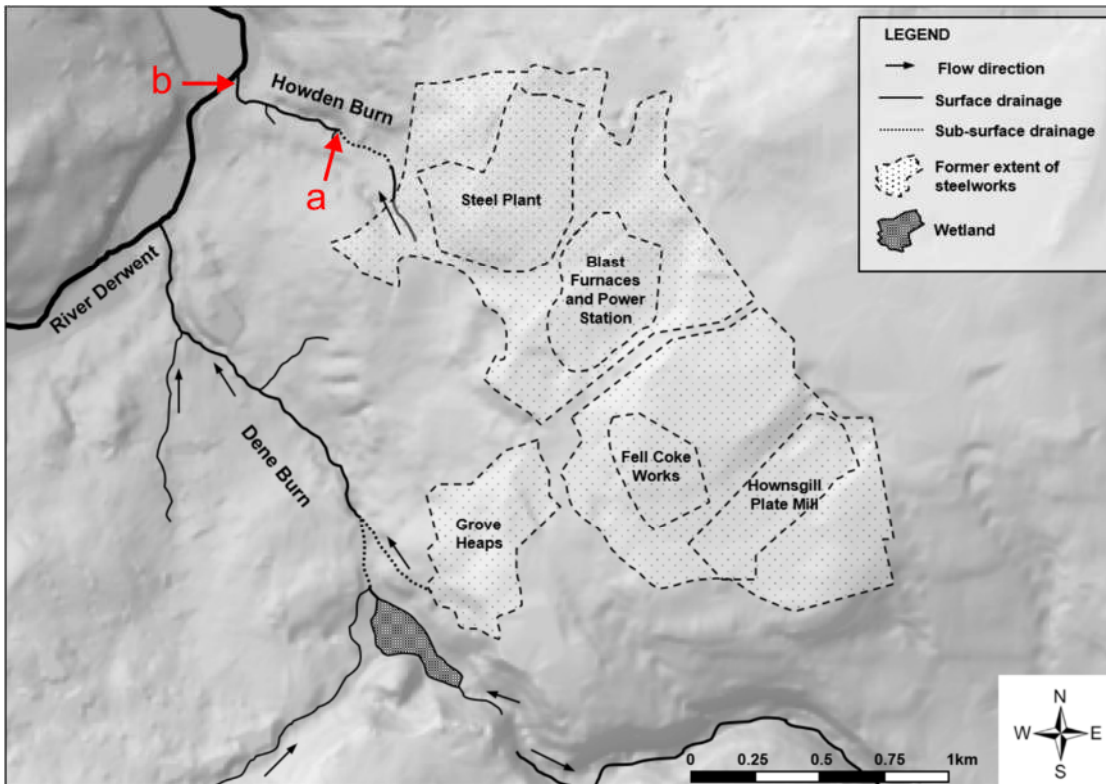 LEGEND
Flow direction
Surface drainage
Sub-surface drainage
Former extent of
steelworks
Wetland
b
Howden Burn
a
Steel Plant
Blast
Furnaces
and Power
Station
River Derwent
Dene Burn
Fell Coke
Works
Hownsgill
Plate Mill
Grove
Heaps
N
W
E
S
0 0.25 0.5 0.75 1km